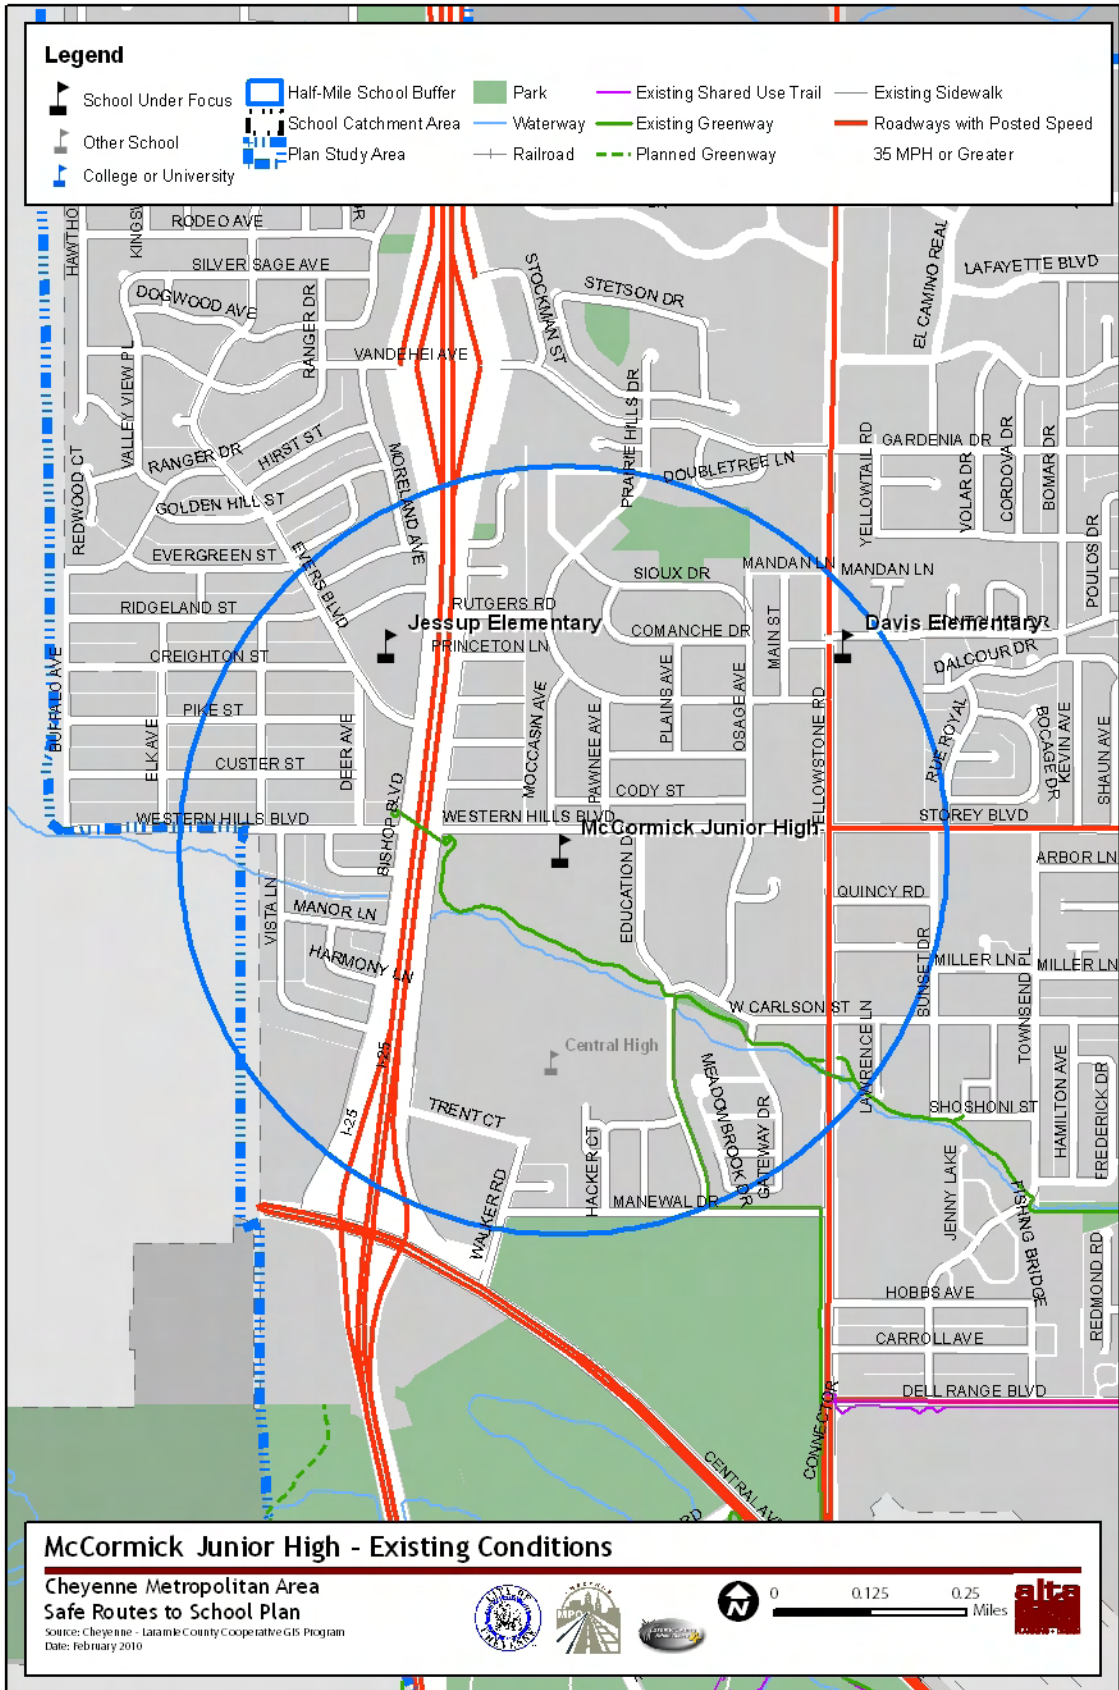 Legend
School Under Focus
Other School
College or University
Half-Mile School Buffer
School Catchment Area
Plan Study Area
Park
Waterway
Railroad
Existing Shared Use Trail
Existing Greenway
Planned Greenway
Existing Sidewalk
Roadways with Posted Speed
35 MPH or Greater
HAWTHO
KINGSW
RODEO AVE
DR
SILVER SAGE AVE
DOGWOOD AVE
RANGER DR
VANDEHEI AVE
VALLEY VIEW PL
STOCKMAN ST
STETSON DR
EL CAMINO REAL
LAFAYETTE BLVD
PRAIRIE HILLS DR
REDWOOD CT
RANGER DR
HIRST ST
MORELAND AVE
GOLDEN HILL ST
DOUBLETREE LN
YELLOWTAIL RD
GARDENIA DR
VOLAR DR
CORDOVA DR
BOMAR DR
POULOS DR
EVERGREEN ST
EVERS BLVD
SIOUX DR
MANDAN LN
MANDAN LN
RIDGELAND ST
RUTGERS RD
Jessup Elementary
COMANCHE DR
MAIN ST
Davis Elementary
CREIGHTON ST
PRINCETON LN
DALCOUR DR
BUFFALO AVE
PIKE ST
ELK AVE
DEER AVE
CUSTER ST
MOCCASIN AVE
PAWNEE AVE
PLAINS AVE
OSAGE AVE
YELLOWSTONE RD
RUE ROYAL
BOCAGE DR
KEVIN AVE
SHAUN AVE
CODY ST
WESTERN HILLS BLVD
BISHOP BLVD
WESTERN HILLS BLVD
STOREY BLVD
McCormick Junior High
ARBOR LN
EDUCATION DR
QUINCY RD
VISTA LN
MANOR LN
HARMONY LN
SUNSET DR
MILLER LN
TOWNSEND PL
MILLER LN
W CARLSON ST
LAWRENCE LN
Central High
I-25
I-25
TRENT CT
MEADOWBROOK DR
GATEWAY DR
SHOSHONI ST
HAMILTON AVE
FREDERICK DR
HACKER CT
MANEWAL DR
WALKER RD
JENNY LAKE
FISHING BRIDGE
REDMOND RD
HOBBS AVE
CARROLL AVE
DELL RANGE BLVD
CONNECTOR
CENTRAL AVE
RD
McCormick Junior High - Existing Conditions
Cheyenne Metropolitan Area
Safe Routes to School Plan
Source: Cheyenne - Laramie County Cooperative GIS Program
Date: February 2010
CITY OF
CHEYENNE
MPO
N
0 0.125 0.25
Miles
alta